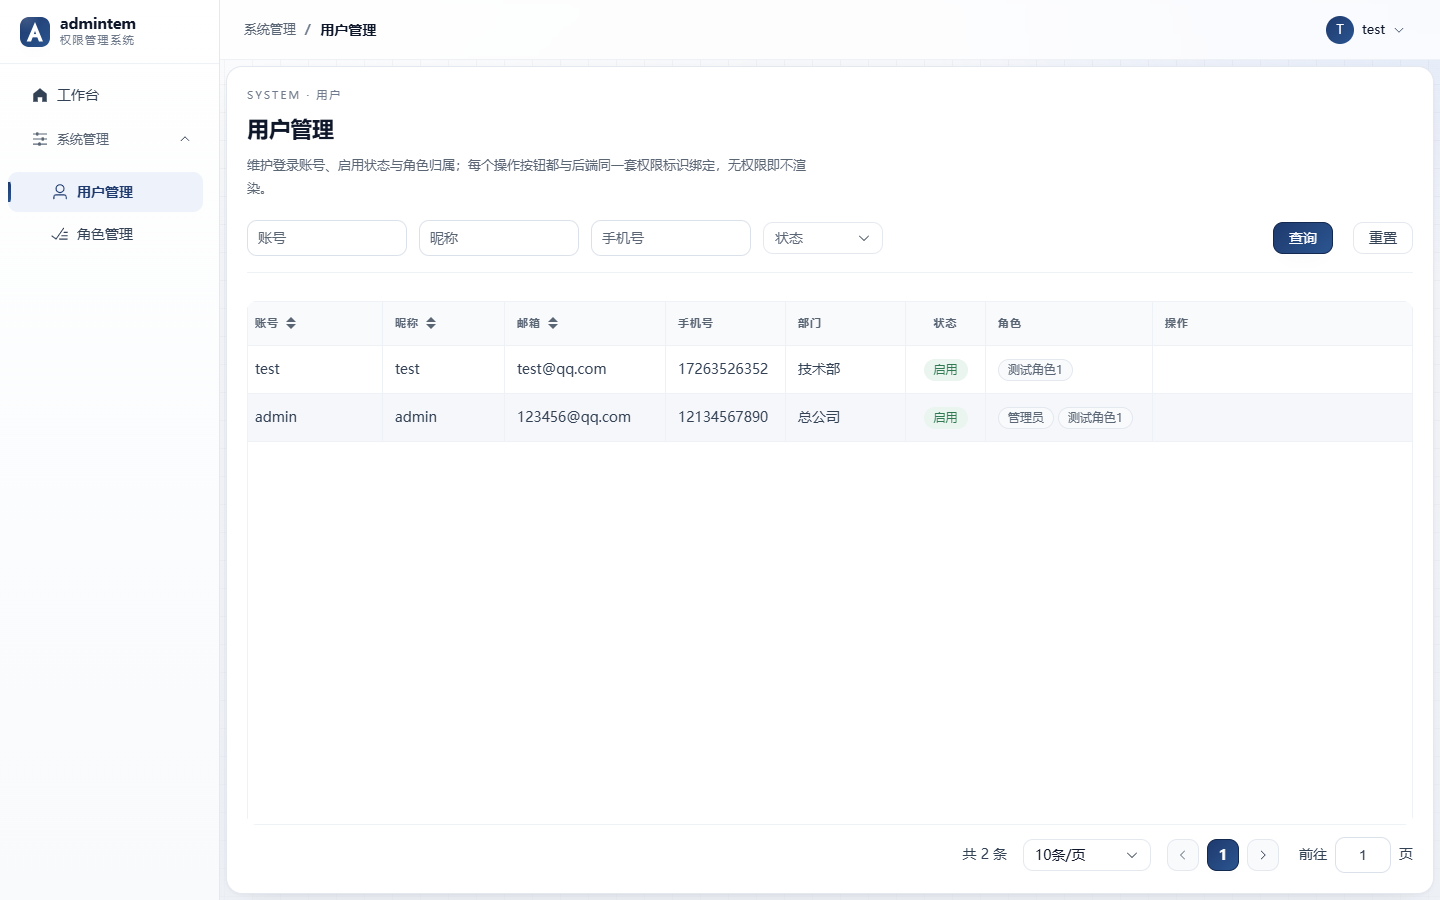 admintem
权限管理系统
系统管理 / 用户管理
T test
工作台
系统管理
用户管理
角色管理
SYSTEM · 用户
用户管理
维护登录账号、启用状态与角色归属；每个操作按钮都与后端同一套权限标识绑定，无权限即不渲
染。
账号 昵称 手机号 状态 查询 重置
账号 昵称 邮箱 手机号 部门 状态 角色 操作
test test test@qq.com 17263526352 技术部 启用 测试角色1
admin admin 123456@qq.com 12134567890 总公司 启用 管理员 测试角色1
共 2 条 10条/页 1 前往 1 页